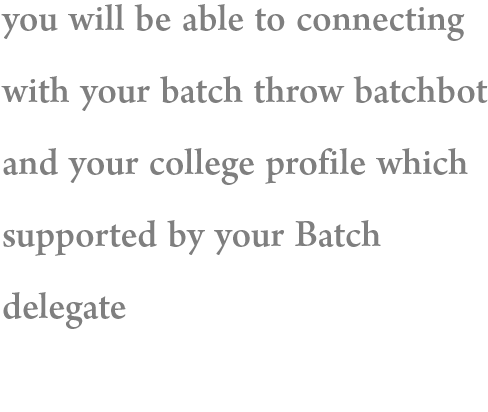 you will be able to connecting
with your batch throw batchbot
and your college profile which
supported by your Batch
delegate